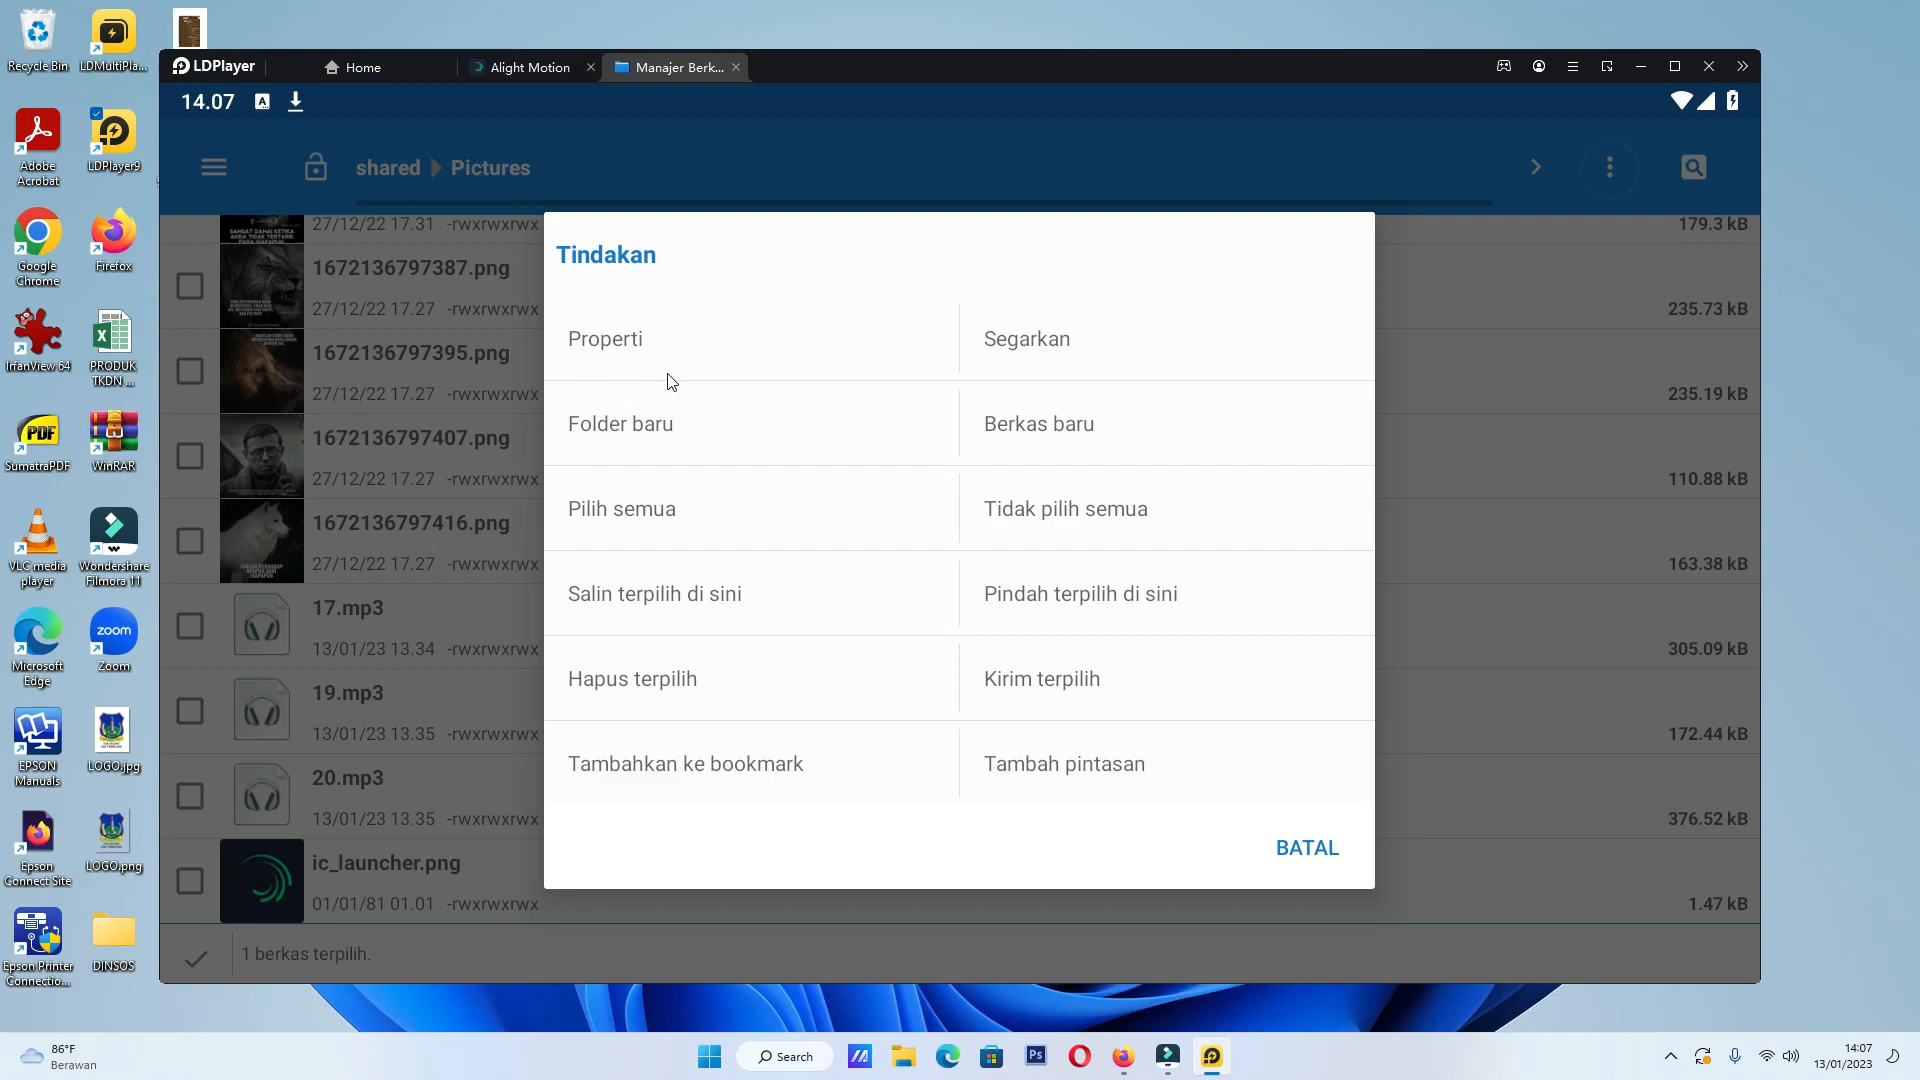 Recycle Bin
LDMultiPla...
Adobe
Acrobat
LDPlayer9
Google
Chrome
Firefox
IrfanView 64
PRODUK
TKDN ...
SumatraPDF
WinRAR
VLC media
player
Wondershare
Filmora 11
Microsoft
Edge
Zoom
EPSON
Manuals
LOGO.jpg
Epson
Connect Site
LOGO.png
Epson Printer
Connectio...
DINSOS
PDF
zoom
LDPlayer
Home
Alight Motion
Manajer Berk...
14.07
shared
Pictures
27/12/22 17.31 -rwxrwxrwx
179.3 kB
1672136797387.png
27/12/22 17.27 -rwxrwxrwx
235.73 kB
1672136797395.png
27/12/22 17.27 -rwxrwxrwx
235.19 kB
1672136797407.png
27/12/22 17.27 -rwxrwxrwx
110.88 kB
1672136797416.png
27/12/22 17.27 -rwxrwxrwx
163.38 kB
17.mp3
13/01/23 13.34 -rwxrwxrwx
305.09 kB
19.mp3
13/01/23 13.35 -rwxrwxrwx
172.44 kB
20.mp3
13/01/23 13.35 -rwxrwxrwx
376.52 kB
ic_launcher.png
01/01/81 01.01 -rwxrwxrwx
1.47 kB
1 berkas terpilih.
Tindakan
Properti
Segarkan
Folder baru
Berkas baru
Pilih semua
Tidak pilih semua
Salin terpilih di sini
Pindah terpilih di sini
Hapus terpilih
Kirim terpilih
Tambahkan ke bookmark
Tambah pintasan
BATAL
86°F
Berawan
Search
Ps
14:07
13/01/2023